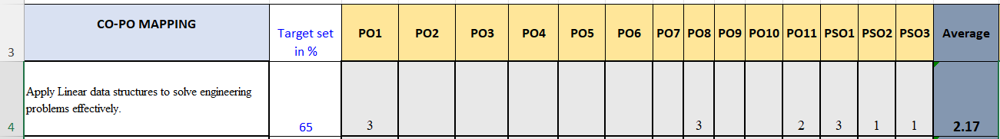 3 CO-PO MAPPING Target set in % PO1 PO2 PO3 PO4 PO5 PO6 PO7 PO8 PO9 PO10 PO11 PSO1 PSO2 PSO3 Average
4 Apply Linear data structures to solve engineering
problems effectively. 65 3 3 2 3 1 1 2.17